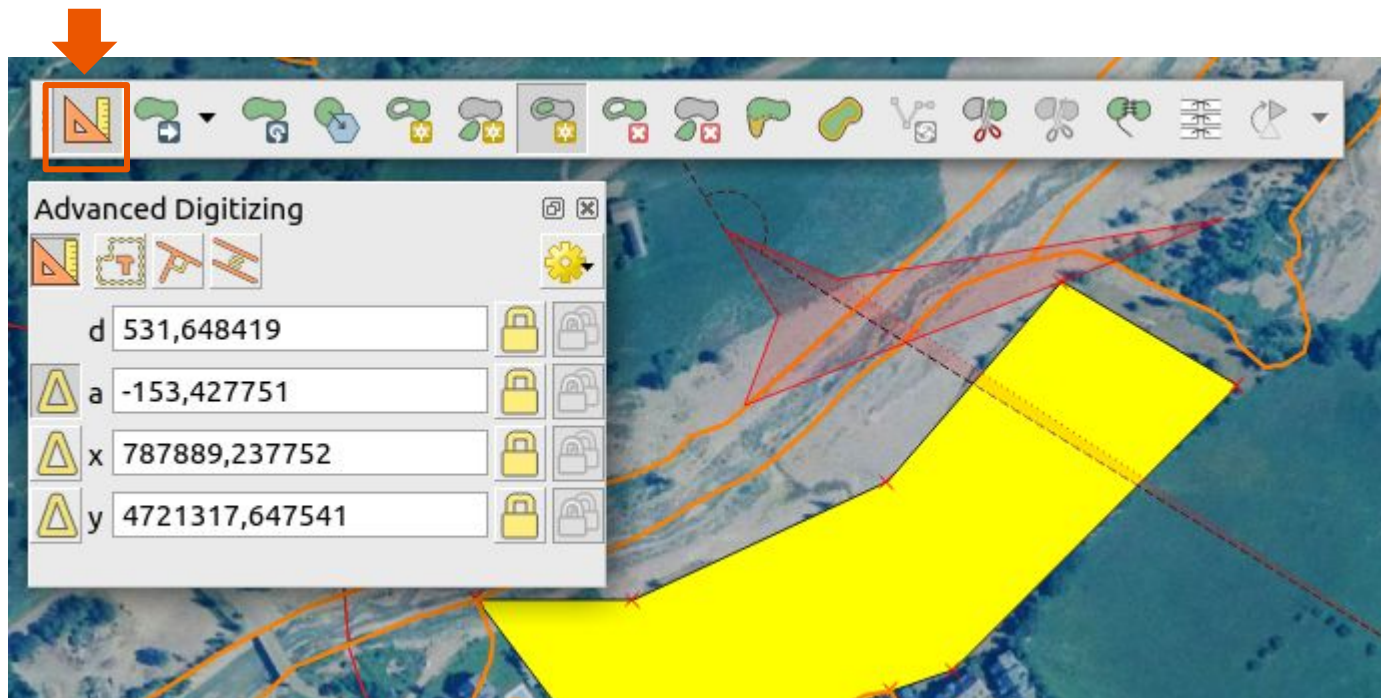 Advanced Digitizing
d 531,648419
a -153,427751
x 787889,237752
y 4721317,647541